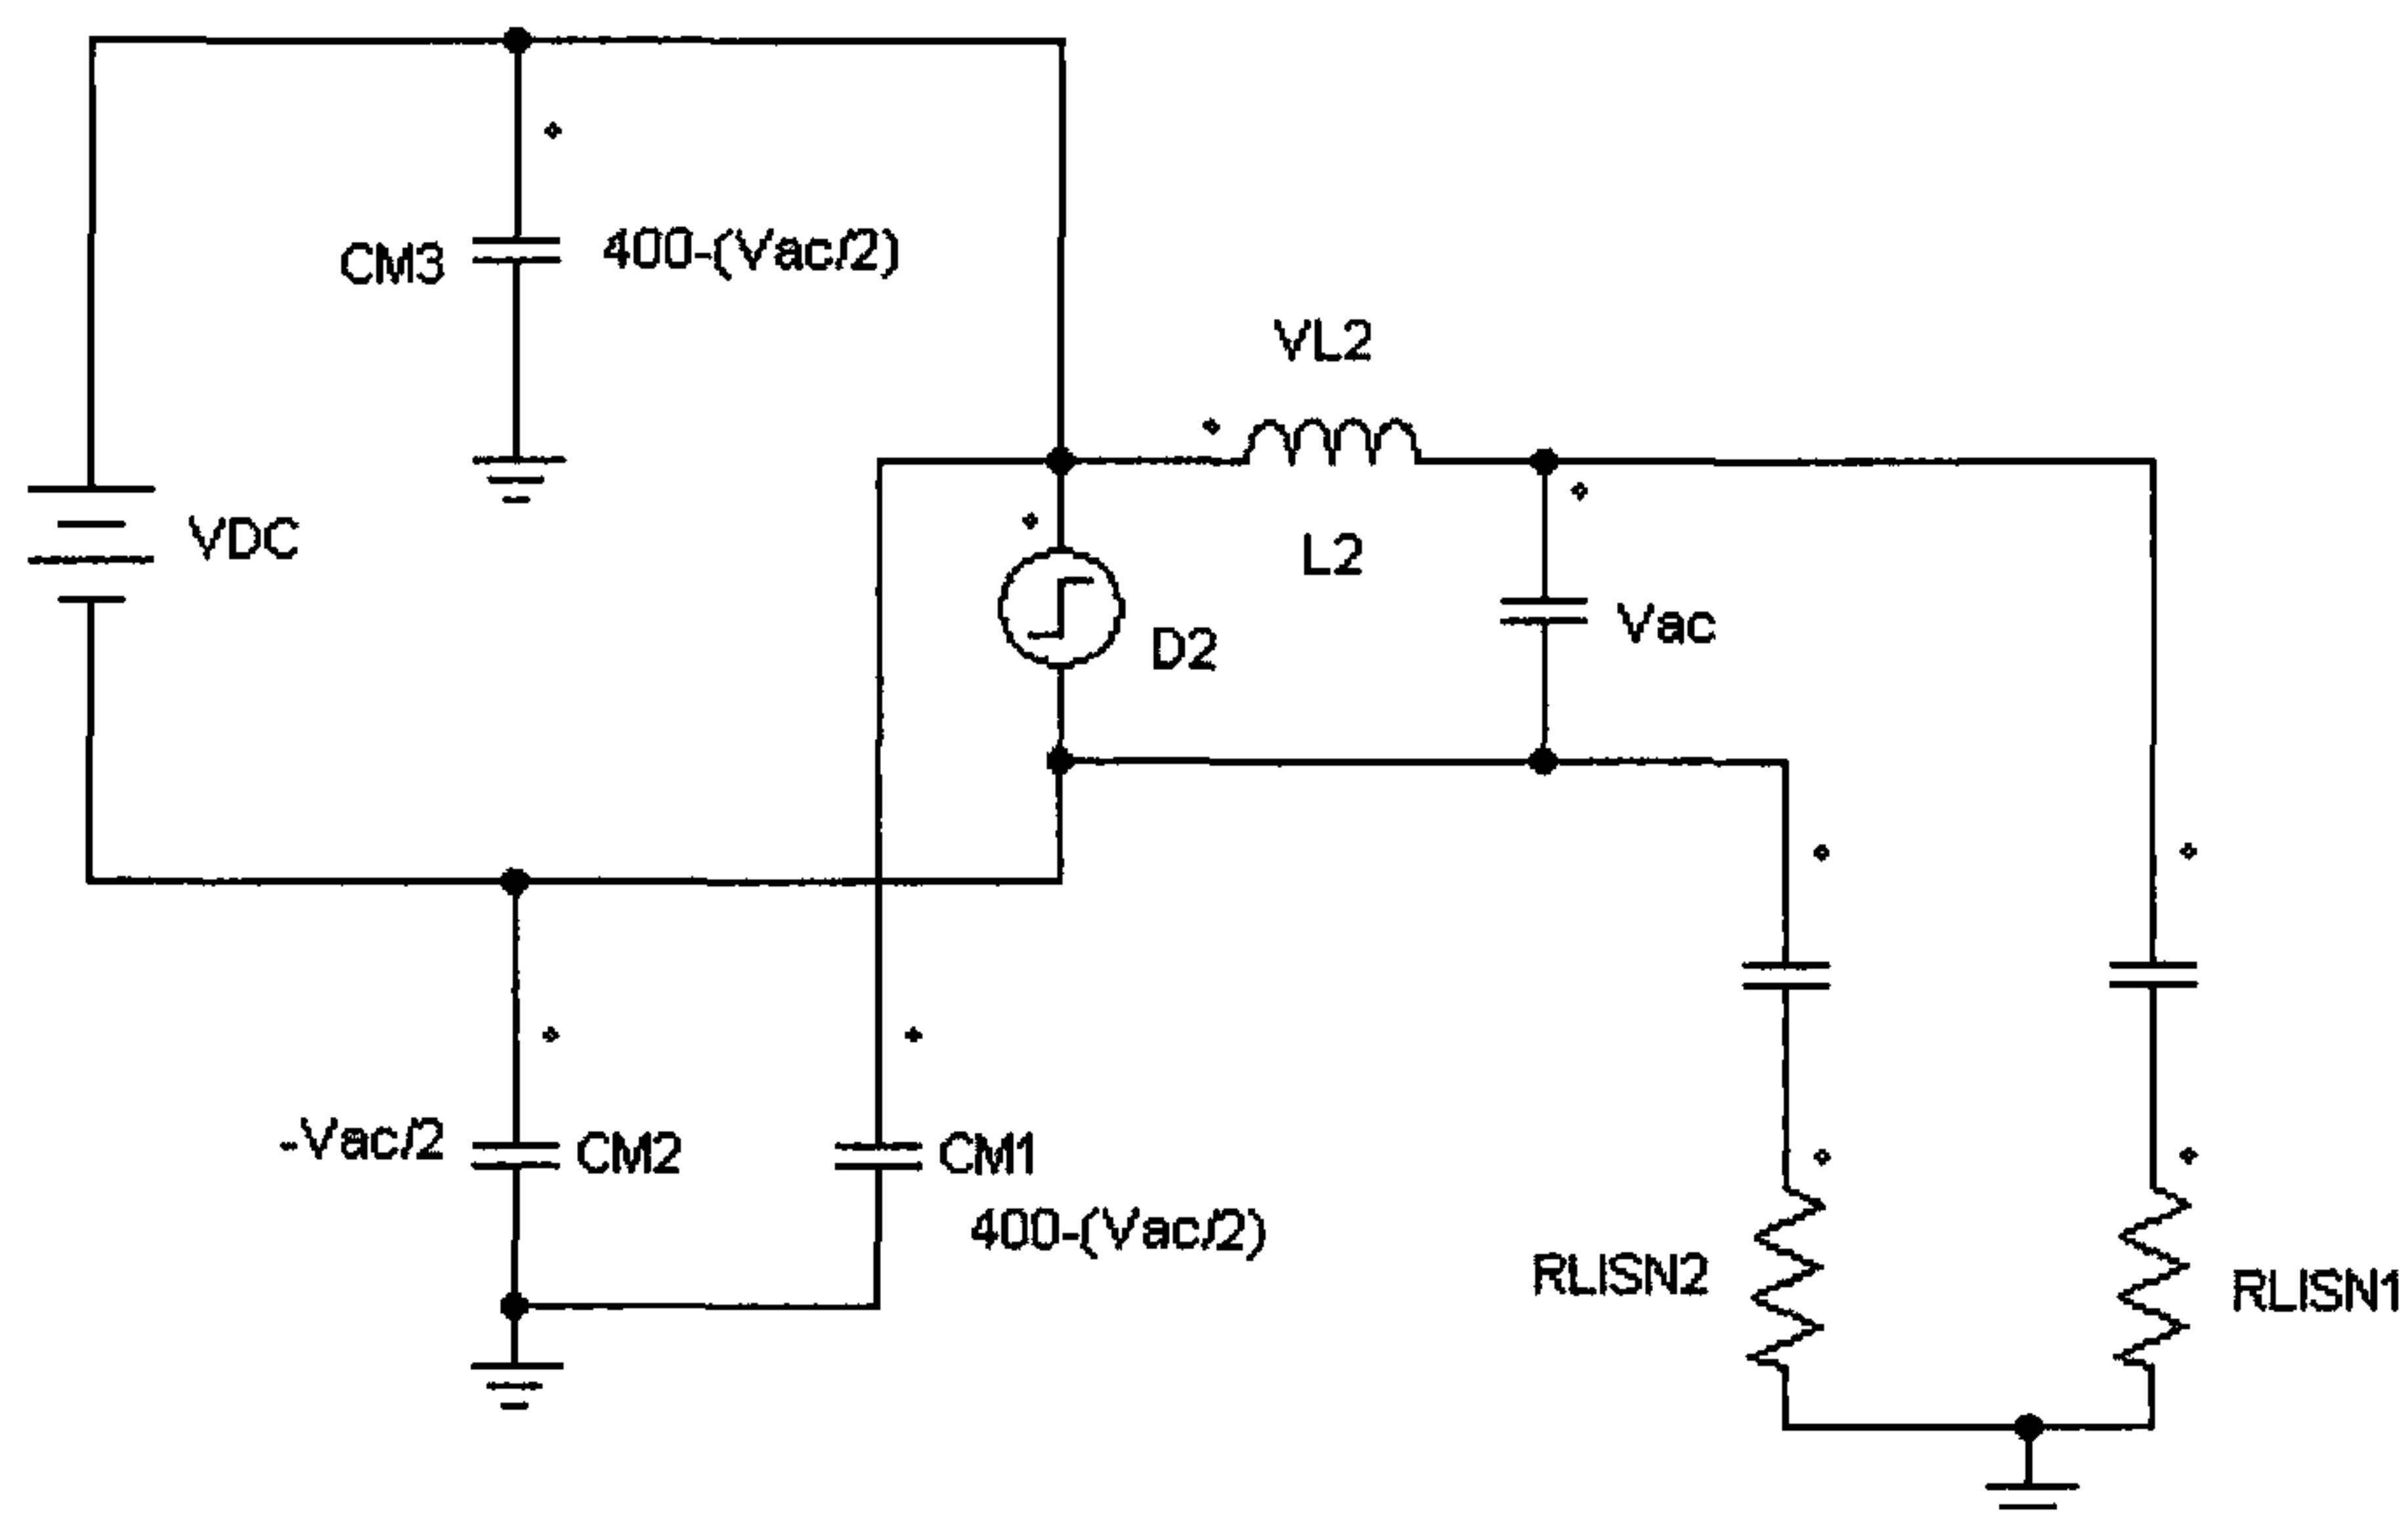 CM3
400-(Vac/2)
VL2
VDC
L2
Vac
D2
-Vac/2
CM2
CM1
400-(Vac/2)
RLISN2
RLISN1